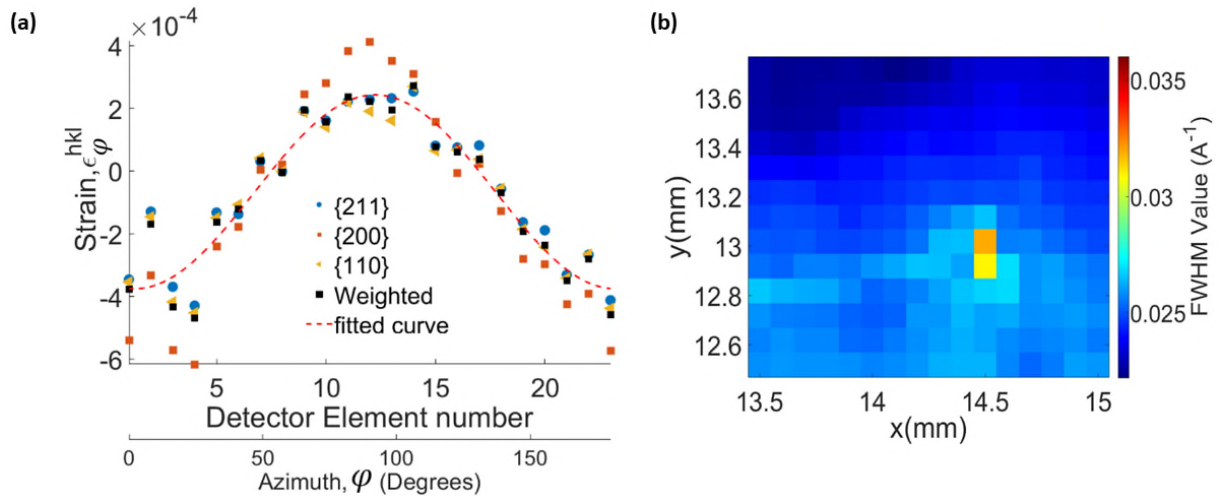 (a)
×10⁻⁴
4
2
0
-2
-4
-6
Strain, ϵφ^hkl
{211}
{200}
{110}
Weighted
fitted curve
5 10 15 20
Detector Element number
0 50 100 150
Azimuth, φ (Degrees)
(b)
13.6
13.4
13.2
13
12.8
12.6
y(mm)
13.5 14 14.5 15
x(mm)
0.035
0.03
0.025
FWHM Value (A⁻¹)